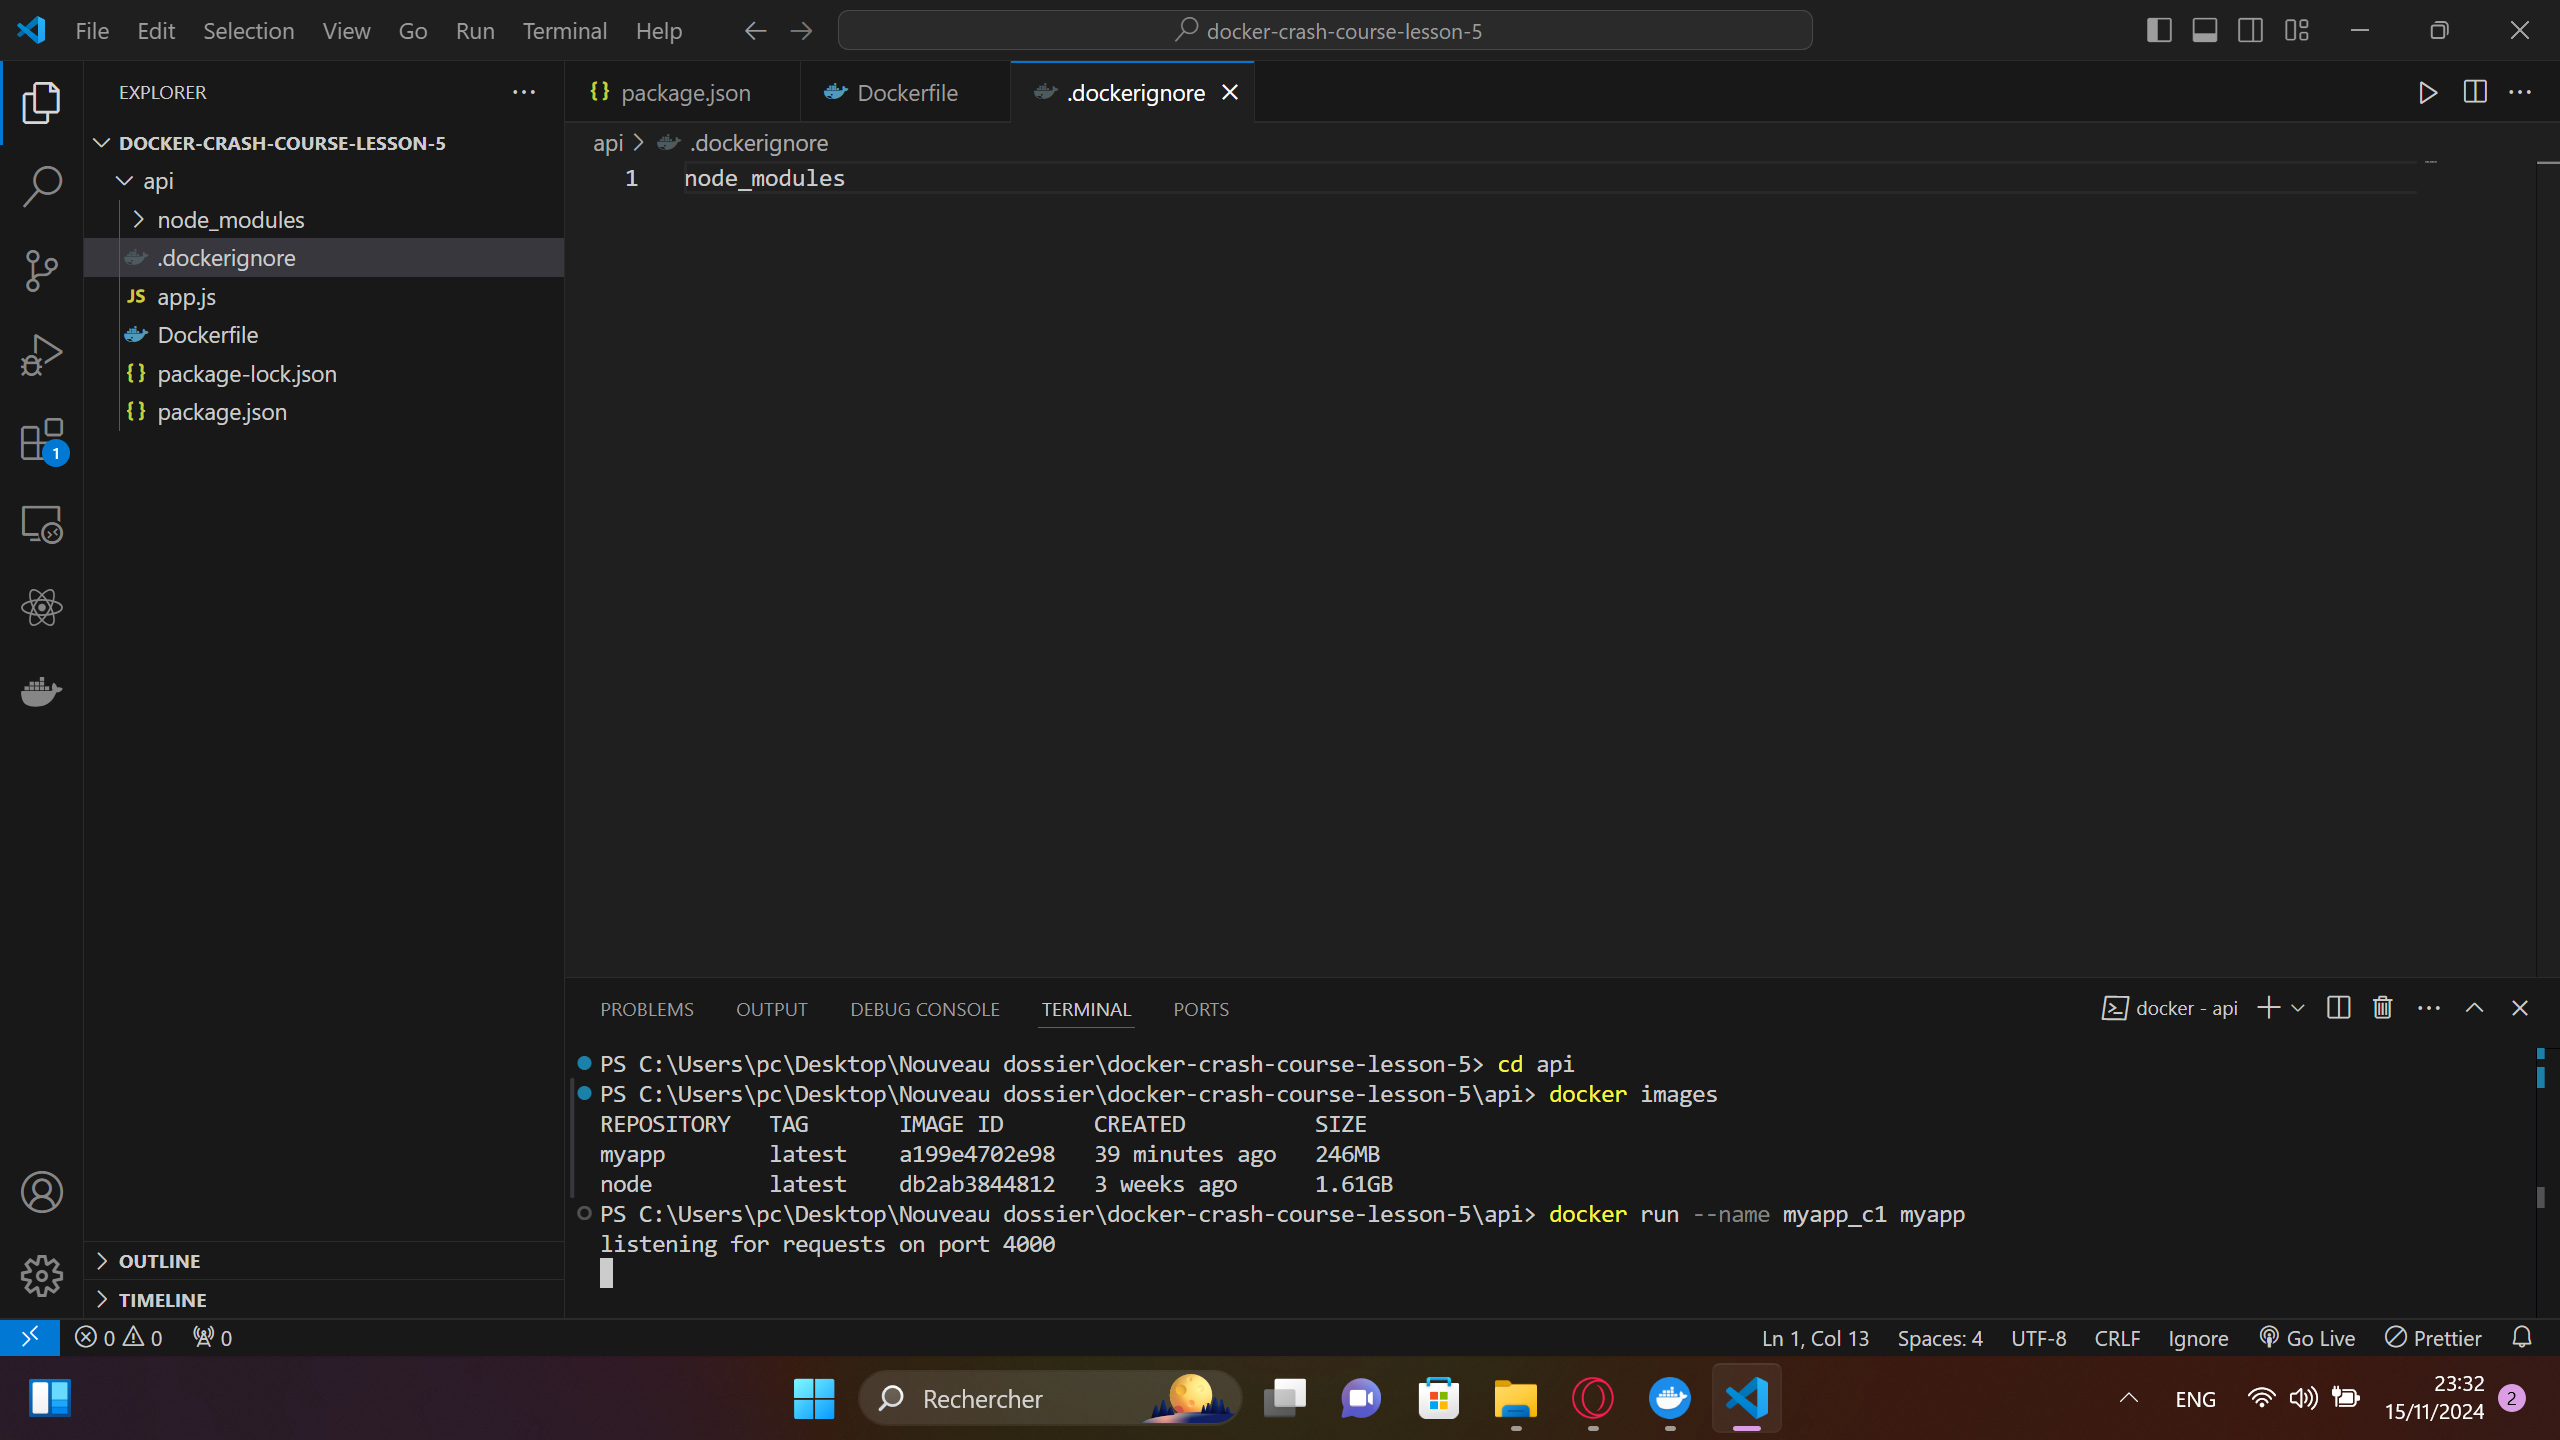 File Edit Selection View Go Run Terminal Help
docker-crash-course-lesson-5
EXPLORER
DOCKER-CRASH-COURSE-LESSON-5
api
node_modules
.dockerignore
JS app.js
Dockerfile
{} package-lock.json
{} package.json
1
OUTLINE
TIMELINE
{} package.json Dockerfile .dockerignore
api > .dockerignore
1 node_modules
PROBLEMS OUTPUT DEBUG CONSOLE TERMINAL PORTS
docker - api
PS C:\Users\pc\Desktop\Nouveau dossier\docker-crash-course-lesson-5> cd api
PS C:\Users\pc\Desktop\Nouveau dossier\docker-crash-course-lesson-5\api> docker images
REPOSITORY TAG IMAGE ID CREATED SIZE
myapp latest a199e4702e98 39 minutes ago 246MB
node latest db2ab3844812 3 weeks ago 1.61GB
PS C:\Users\pc\Desktop\Nouveau dossier\docker-crash-course-lesson-5\api> docker run --name myapp_c1 myapp
listening for requests on port 4000
0 0 0 Ln 1, Col 13 Spaces: 4 UTF-8 CRLF Ignore Go Live Prettier
Rechercher
ENG
23:32
15/11/2024
2